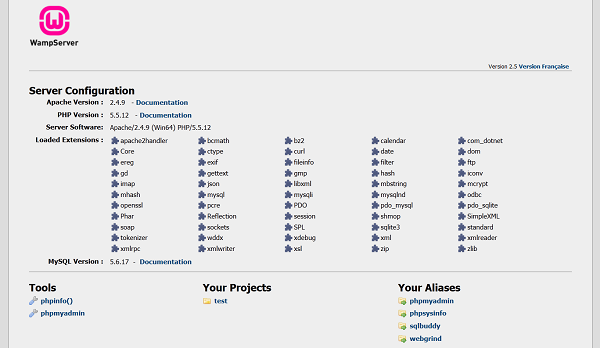 WampServer
Version 2.5 Version Française
Server Configuration
Apache Version : 2.4.9 - Documentation
PHP Version : 5.5.12 - Documentation
Server Software: Apache/2.4.9 (Win64) PHP/5.5.12
Loaded Extensions : apache2handler bcmath bz2 calendar com_dotnet
Core ctype curl date dom
ereg exif fileinfo filter ftp
gd gettext gmp hash iconv
imap json libxml mbstring mcrypt
mhash mysql mysqli mysqlnd odbc
openssl pcre PDO pdo_mysql pdo_sqlite
Phar Reflection session shmop SimpleXML
soap sockets SPL sqlite3 standard
tokenizer wddx xdebug xml xmlreader
xmlrpc xmlwriter xsl zip zlib
MySQL Version : 5.6.17 - Documentation
Tools Your Projects Your Aliases
phpinfo() test phpmyadmin
phpmyadmin phpsysinfo
sqlbuddy
webgrind